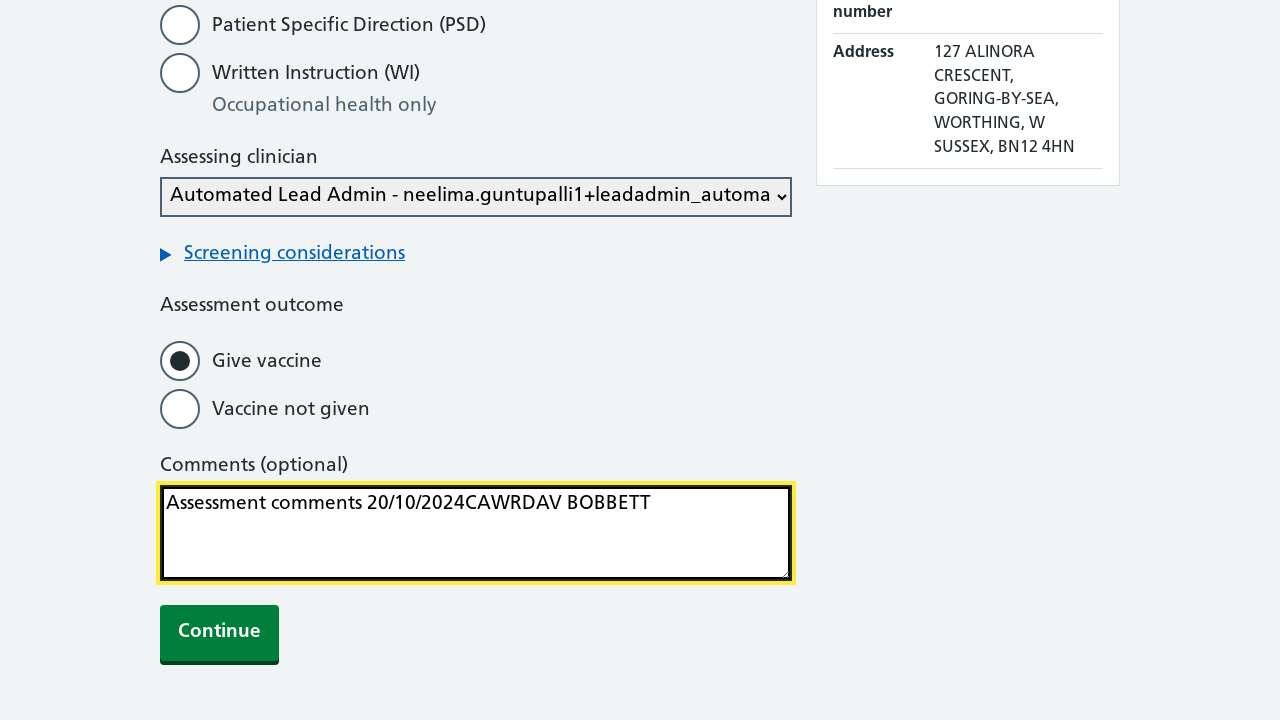 Patient Specific Direction (PSD)
Written Instruction (WI)
Occupational health only
Assessing clinician
Automated Lead Admin - neelima.guntupalli1+leadadmin_automa
Screening considerations
Assessment outcome
Give vaccine
Vaccine not given
Comments (optional)
Assessment comments 20/10/2024CAWRDAV BOBBETT
Continue
number
Address
127 ALINORA
CRESCENT,
GORING-BY-SEA,
WORTHING, W
SUSSEX, BN12 4HN